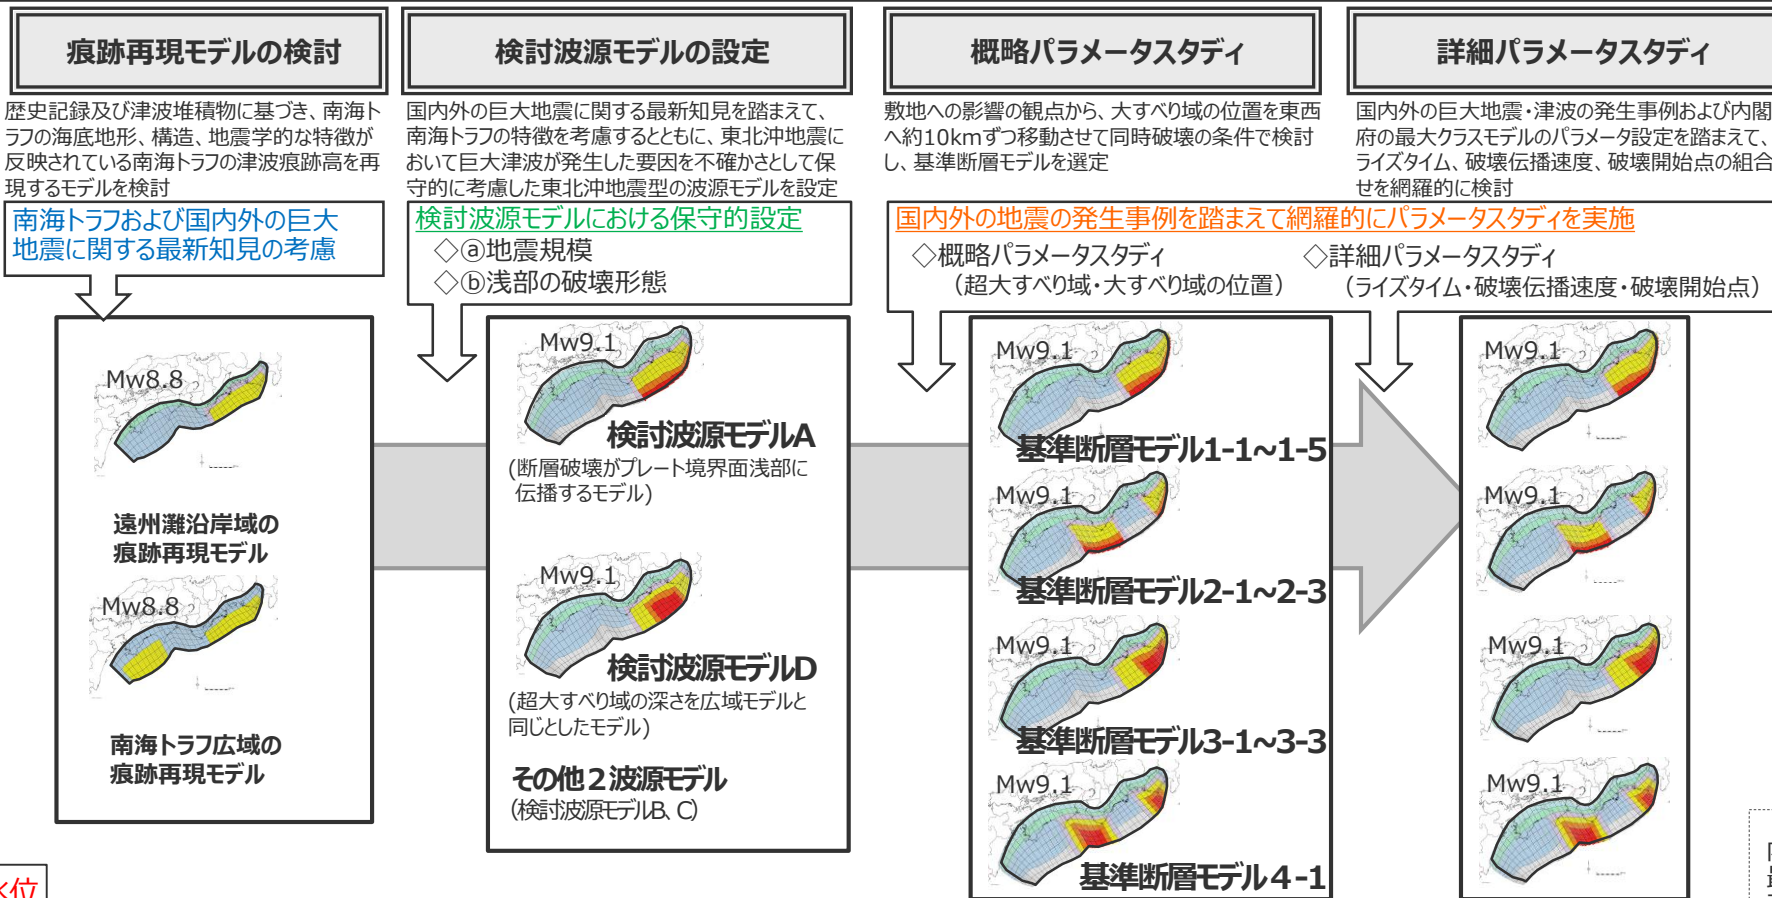 痕跡再現モデルの検討
歴史記録及び津波堆積物に基づき、南海ト
ラフの海底地形、構造、地震学的な特徴が
反映されている南海トラフの津波痕跡高を再
現するモデルを検討
南海トラフおよび国内外の巨大
地震に関する最新知見の考慮
Mw8.8
遠州灘沿岸域の
痕跡再現モデル
Mw8.8
南海トラフ広域の
痕跡再現モデル
検討波源モデルの設定
国内外の巨大地震に関する最新知見を踏まえて、
南海トラフの特徴を考慮するとともに、東北沖地震に
おいて巨大津波が発生した要因を不確かさとして保
守的に考慮した東北沖地震型の波源モデルを設定
検討波源モデルにおける保守的設定
◇ⓐ地震規模
◇ⓑ浅部の破壊形態
Mw9.1
検討波源モデルA
(断層破壊がプレート境界面浅部に
伝播するモデル)
Mw9.1
検討波源モデルD
(超大すべり域の深さを広域モデルと
同じとしたモデル)
その他２波源モデル
(検討波源モデルB、C)
概略パラメータスタディ
敷地への影響の観点から、大すべり域の位置を東西
へ約10kmずつ移動させて同時破壊の条件で検討
し、基準断層モデルを選定
詳細パラメータスタディ
国内外の巨大地震・津波の発生事例および内閣
府の最大クラスモデルのパラメータ設定を踏まえて、
ライズタイム、破壊伝播速度、破壊開始点の組合
せを網羅的に検討
国内外の地震の発生事例を踏まえて網羅的にパラメータスタディを実施
◇概略パラメータスタディ
（超大すべり域・大すべり域の位置）
◇詳細パラメータスタディ
（ライズタイム・破壊伝播速度・破壊開始点）
Mw9.1
基準断層モデル1-1~1-5
Mw9.1
基準断層モデル2-1~2-3
Mw9.1
基準断層モデル3-1~3-3
Mw9.1
基準断層モデル４-1
Mw9.1
Mw9.1
Mw9.1
Mw9.1
水位